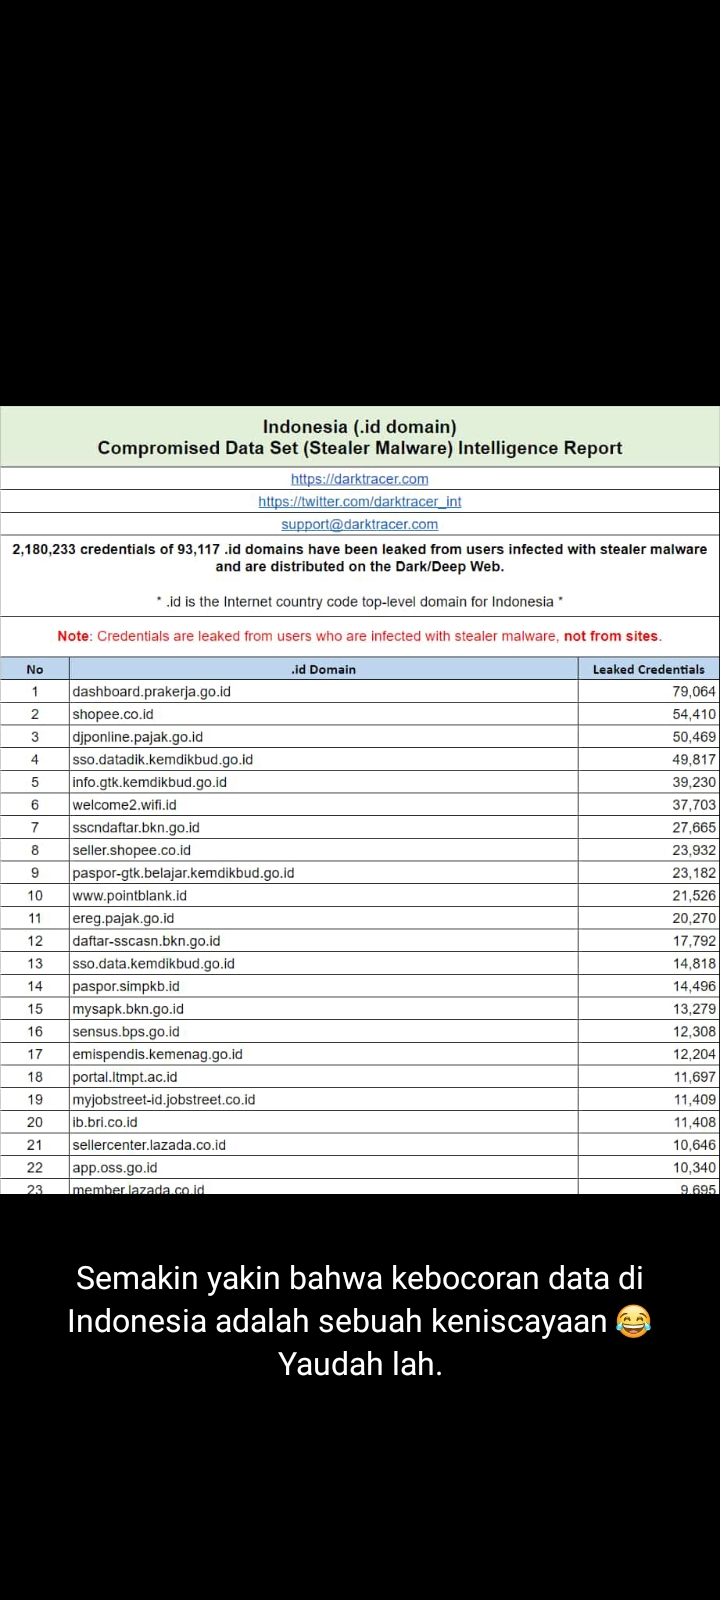 Indonesia (.id domain)
Compromised Data Set (Stealer Malware) Intelligence Report
https://darktracer.com
https://twitter.com/darktracer_int
support@darktracer.com
2,180,233 credentials of 93,117 .id domains have been leaked from users infected with stealer malware
and are distributed on the Dark/Deep Web.
* .id is the Internet country code top-level domain for Indonesia *
Note: Credentials are leaked from users who are infected with stealer malware, not from sites.
No .id Domain Leaked Credentials
1 dashboard.prakerja.go.id 79,064
2 shopee.co.id 54,410
3 djponline.pajak.go.id 50,469
4 sso.datadik.kemdikbud.go.id 49,817
5 info.gtk.kemdikbud.go.id 39,230
6 welcome2.wifi.id 37,703
7 sscndaftar.bkn.go.id 27,665
8 seller.shopee.co.id 23,932
9 paspor-gtk.belajar.kemdikbud.go.id 23,182
10 www.pointblank.id 21,526
11 ereg.pajak.go.id 20,270
12 daftar-sscasn.bkn.go.id 17,792
13 sso.data.kemdikbud.go.id 14,818
14 paspor.simpkb.id 14,496
15 mysapk.bkn.go.id 13,279
16 sensus.bps.go.id 12,308
17 emispendis.kemenag.go.id 12,204
18 portal.ltmpt.ac.id 11,697
19 myjobstreet-id.jobstreet.co.id 11,409
20 ib.bri.co.id 11,408
21 sellercenter.lazada.co.id 10,646
22 app.oss.go.id 10,340
23 member.lazada.co.id 9,695
Semakin yakin bahwa kebocoran data di
Indonesia adalah sebuah keniscayaan 😂
Yaudah lah.